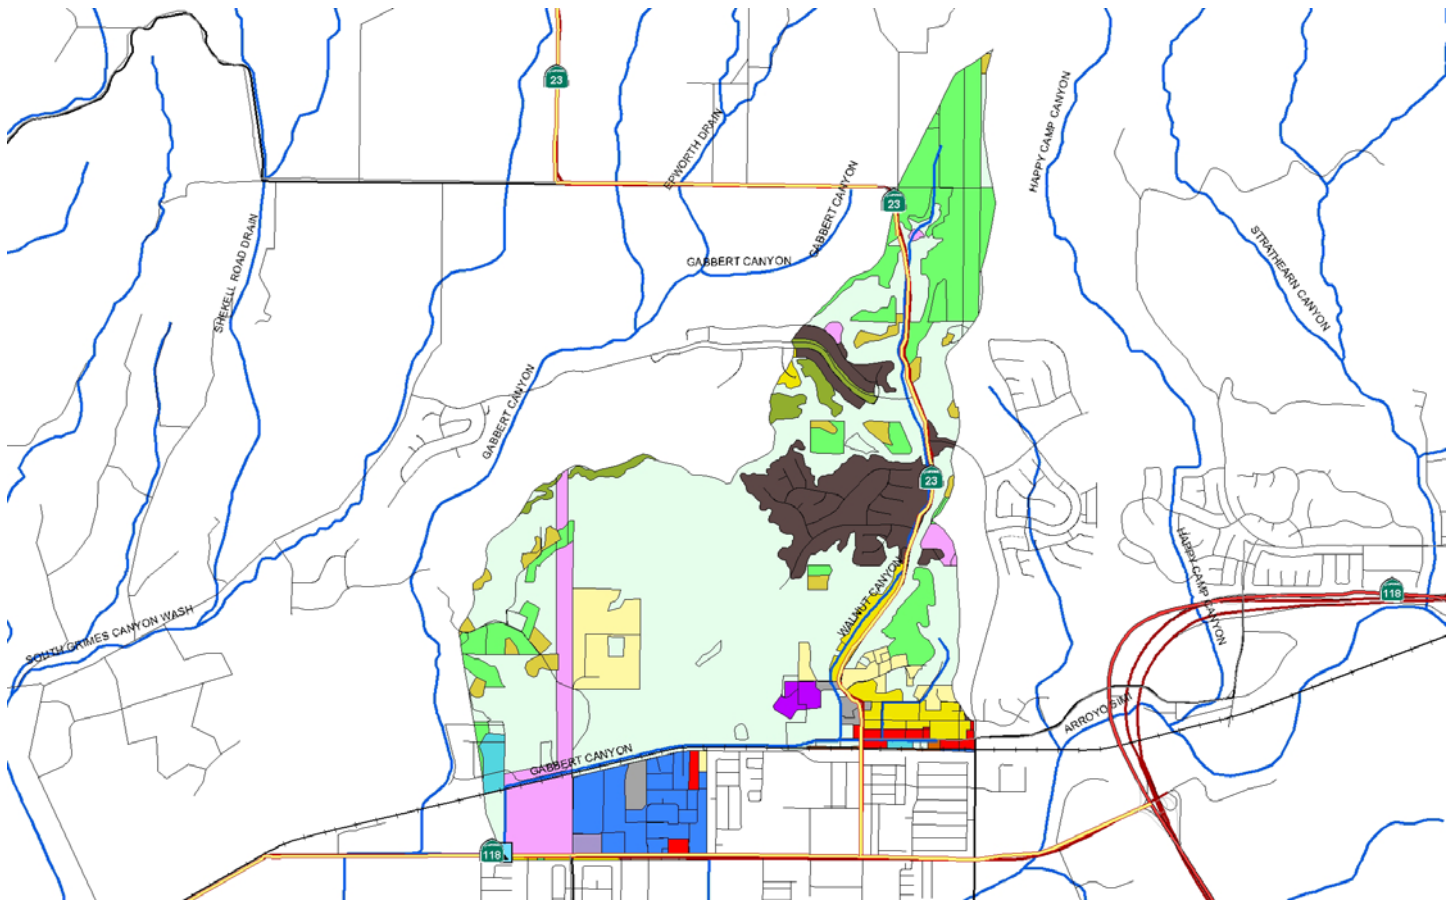 23
EPWORTH DRAIN
HAPPY CAMP CANYON
GABBERT CANYON
23
SHEKELL ROAD DRAIN
GABBERT CANYON
STRATHEARN CANYON
GABBERT CANYON
23
HAPPY CAMP CANYON
WALNUT CANYON
118
SOUTH GRIMES CANYON WASH
ARROYO SIMI
GABBERT CANYON
118